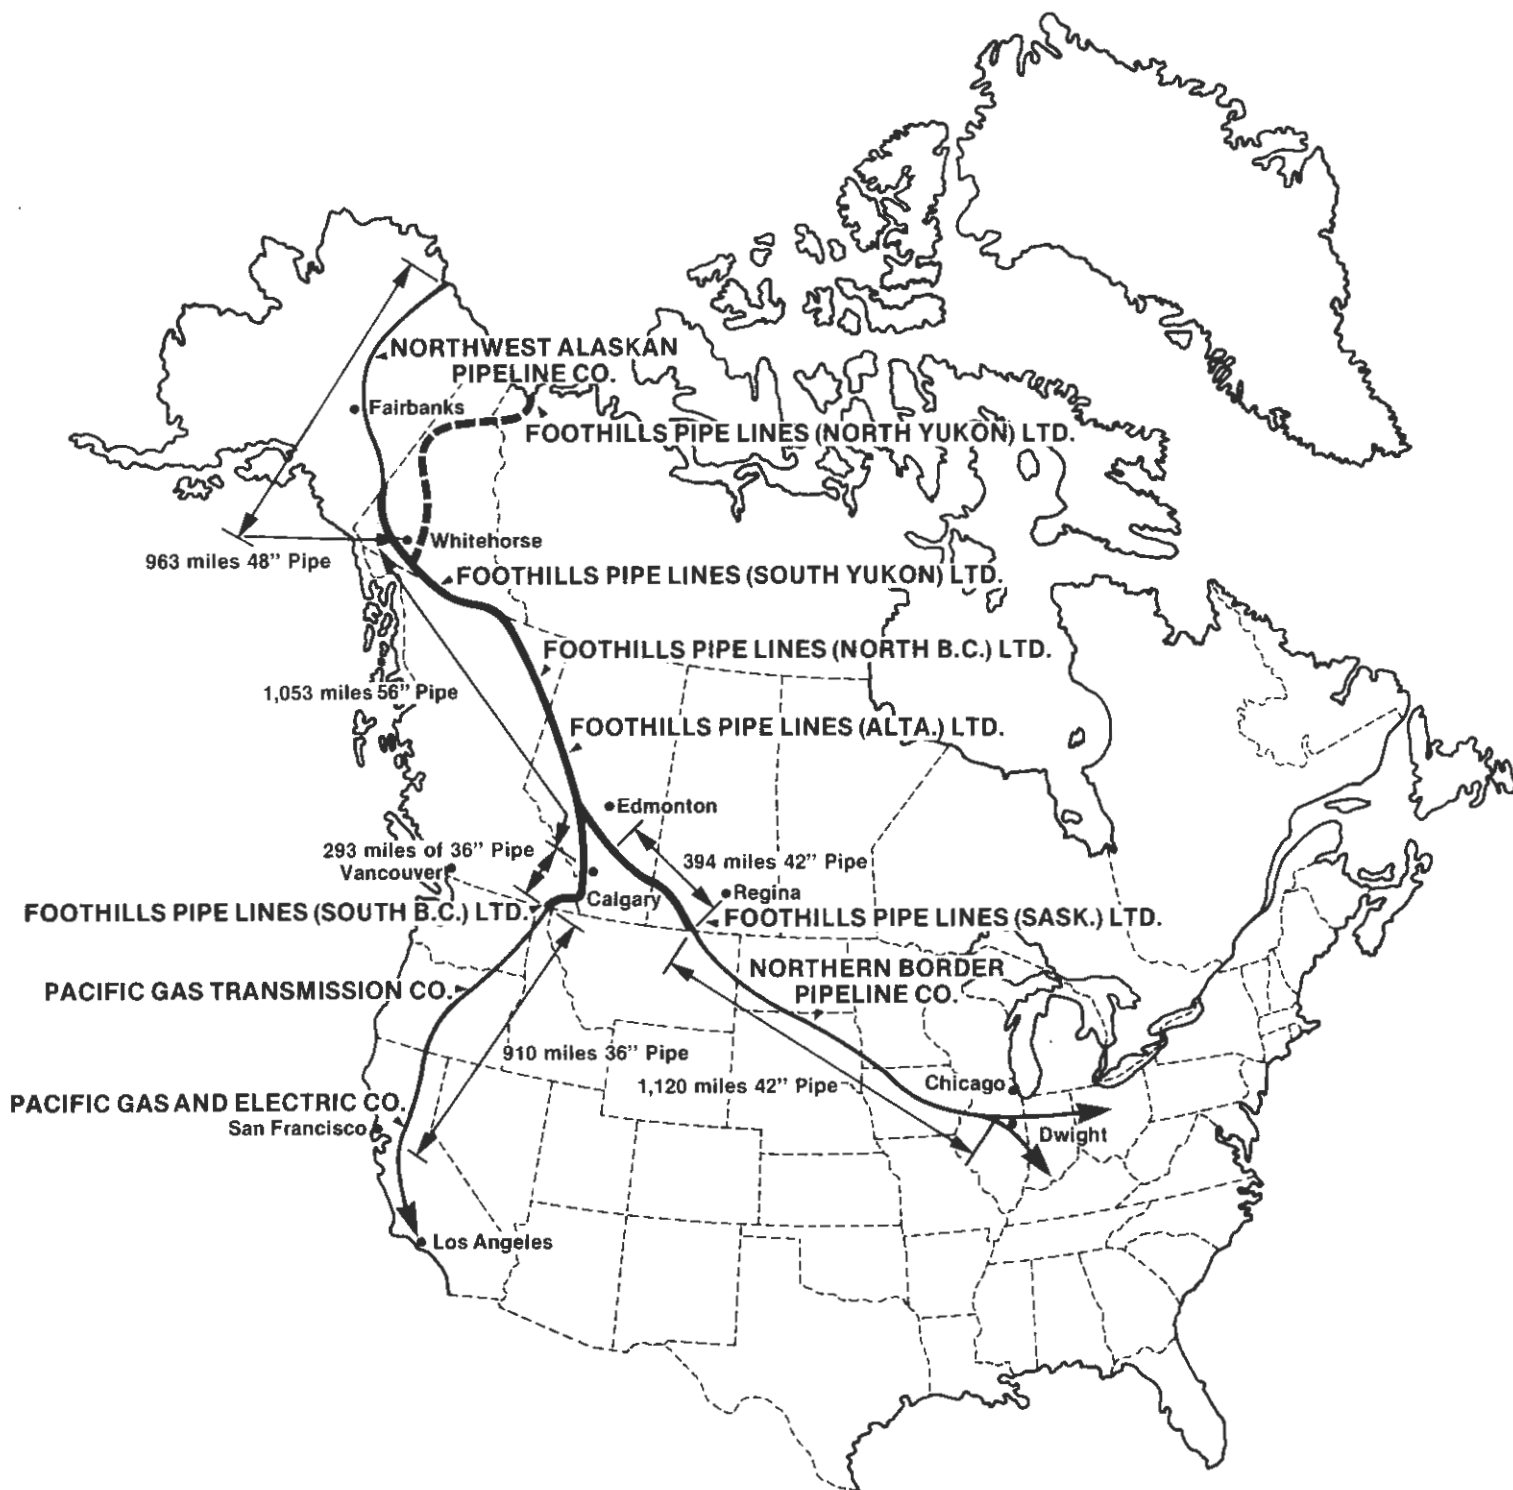 NORTHWEST ALASKAN
PIPELINE CO.
Fairbanks
FOOTHILLS PIPE LINES (NORTH YUKON) LTD.
Whitehorse
963 miles 48” Pipe
FOOTHILLS PIPE LINES (SOUTH YUKON) LTD.
FOOTHILLS PIPE LINES (NORTH B.C.) LTD.
1,053 miles 56” Pipe
FOOTHILLS PIPE LINES (ALTA.) LTD.
Edmonton
293 miles of 36” Pipe
394 miles 42” Pipe
Vancouver
Calgary
Regina
FOOTHILLS PIPE LINES (SOUTH B.C.) LTD.
FOOTHILLS PIPE LINES (SASK.) LTD.
NORTHERN BORDER
PIPELINE CO.
PACIFIC GAS TRANSMISSION CO.
910 miles 36” Pipe
1,120 miles 42” Pipe
Chicago
PACIFIC GAS AND ELECTRIC CO.
San Francisco
Dwight
Los Angeles